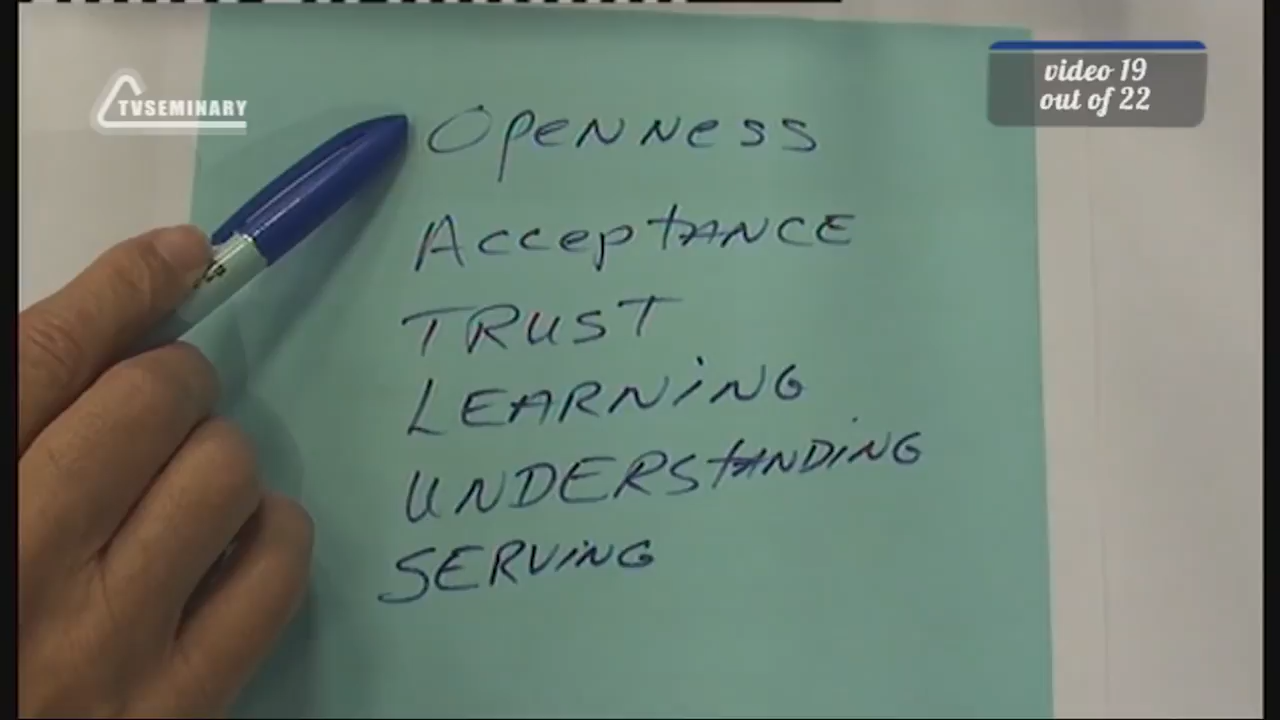 TVSEMINARY
video 19
out of 22
Openness
Acceptance
TRUST
LEARNiNG
UNDERStANDiNG
SERViNG